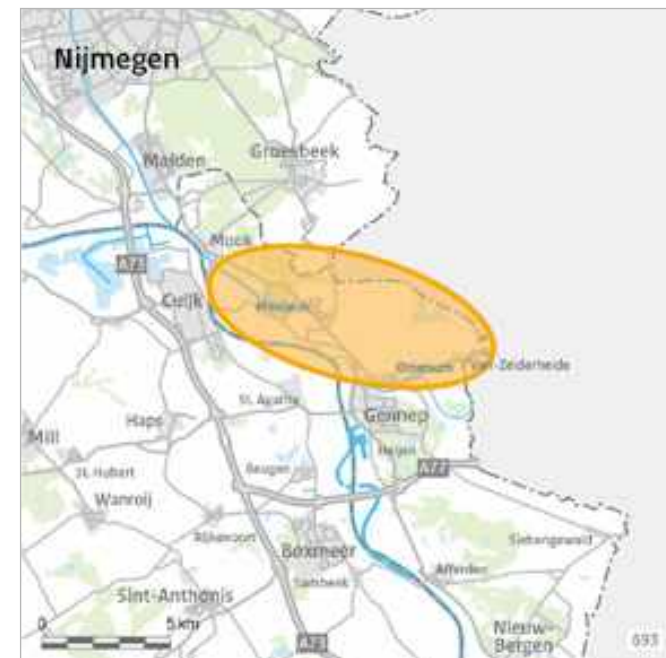 Nijmegen
Malden
Groesbeek
Mook
A73
Cuijk
Ottersum
Ven-Zelderheide
St. Agatha
Gennep
Haps
Mill
Heijen
St. Hubert
Beugen
A77
Wanroij
Rijkevoort
Boxmeer
Siebengewald
Afferden
Sambeek
Sint-Anthonis
0
5 km
Nieuw-
Bergen
A73
693